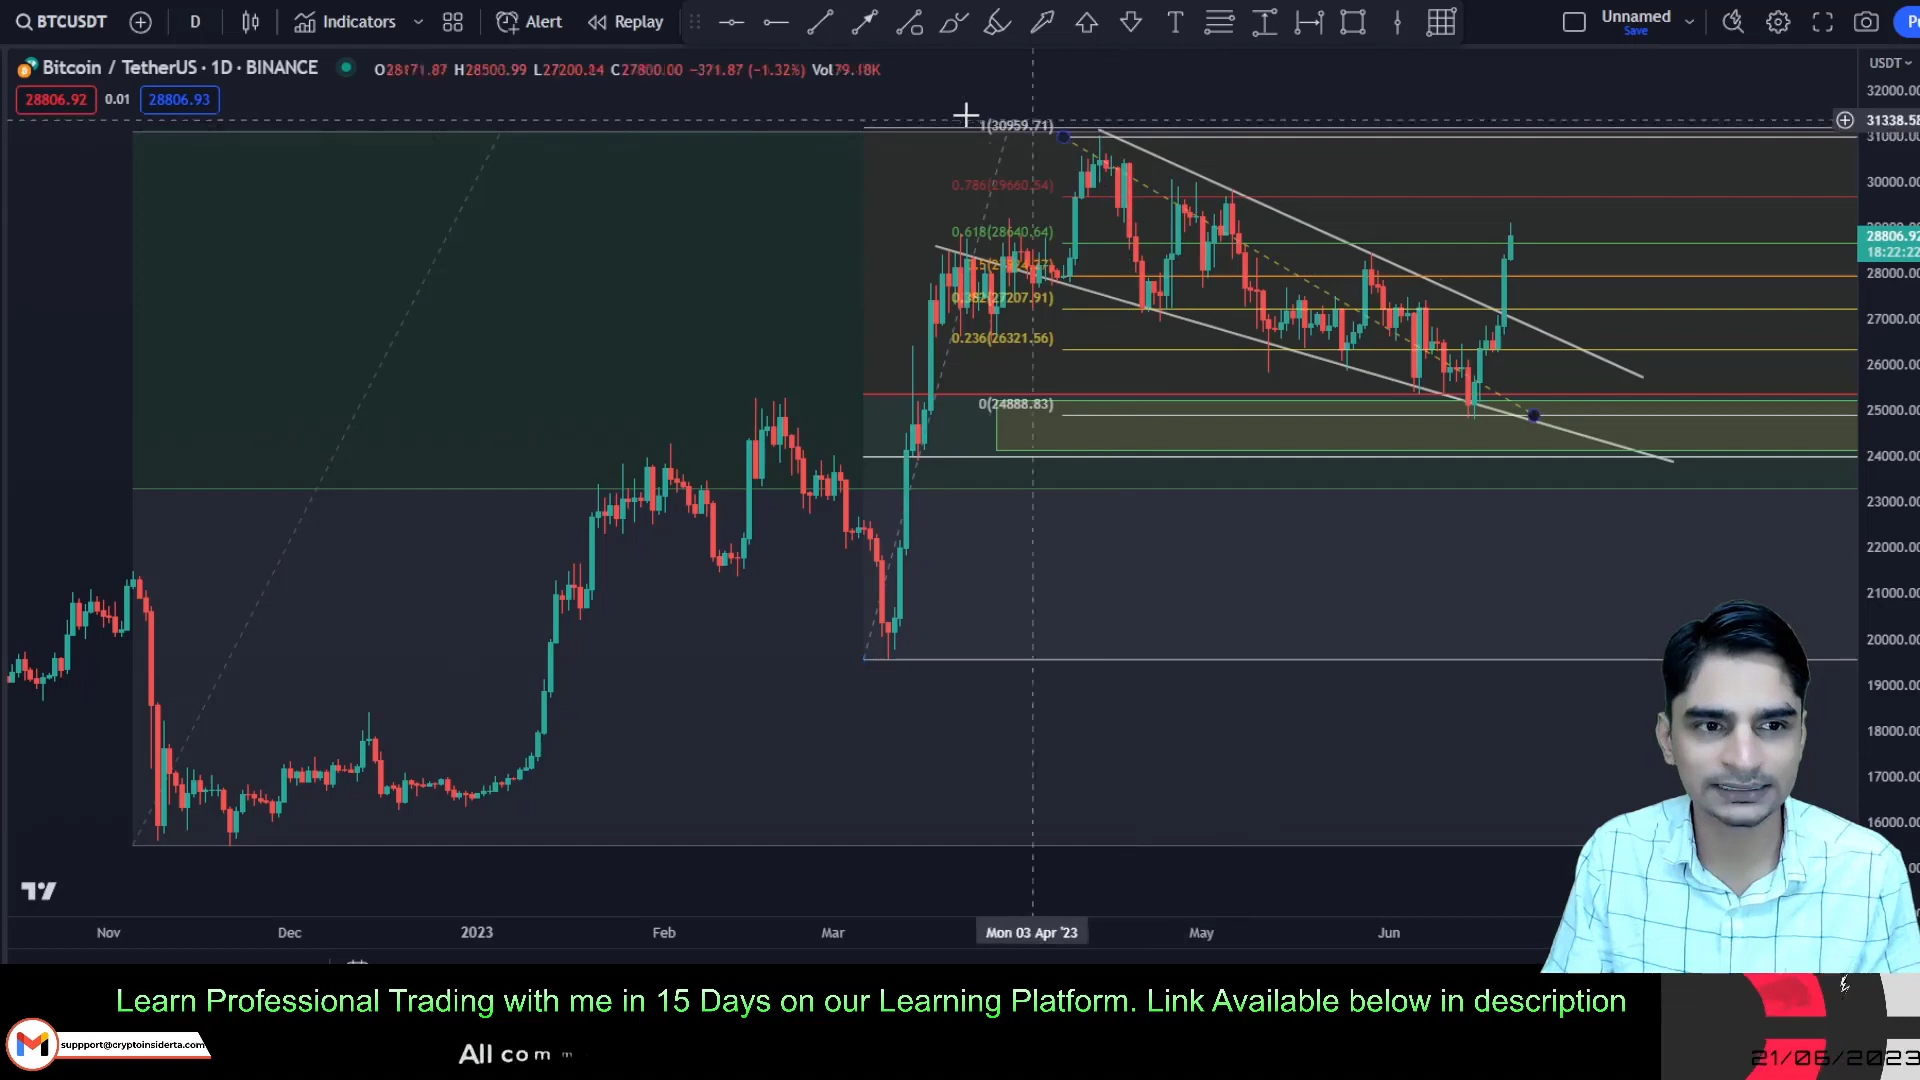 BTCUSDT D Indicators Alert Replay Unnamed
Save
Bitcoin / TetherUS · 1D · BINANCE O28171.87 H28500.99 L27200.24 C27800.00 −371.87 (−1.32%) Vol79.18K
USDT
28806.92 0.01 28806.93
32000.00
31338.58
31000.00
30000.00
28806.92
18:22:22
28000.00
27000.00
26000.00
25000.00
24000.00
23000.00
22000.00
21000.00
20000.00
19000.00
18000.00
17000.00
16000.00
1(30959.71)
0.786(29660.54)
0.618(28640.64)
0.382(27207.91)
0.236(26321.56)
0(24888.83)
Nov Dec 2023 Feb Mar Mon 03 Apr '23 May Jun
Learn Professional Trading with me in 15 Days on our Learning Platform. Link Available below in description
suppport@cryptoinsiderta.com
All com
21/06/2023